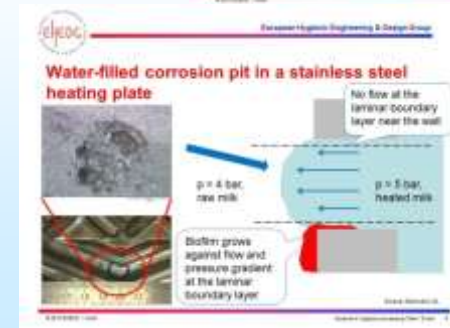 ehedg
European Hygienic Engineering & Design Group
Water-filled corrosion pit in a stainless steel
heating plate
No flow at the
laminar boundary
layer near the wall
p = 4 bar,
raw milk
p = 5 bar,
heated milk
Biofilm grows
against flow and
pressure gradient
at the laminar
boundary layer